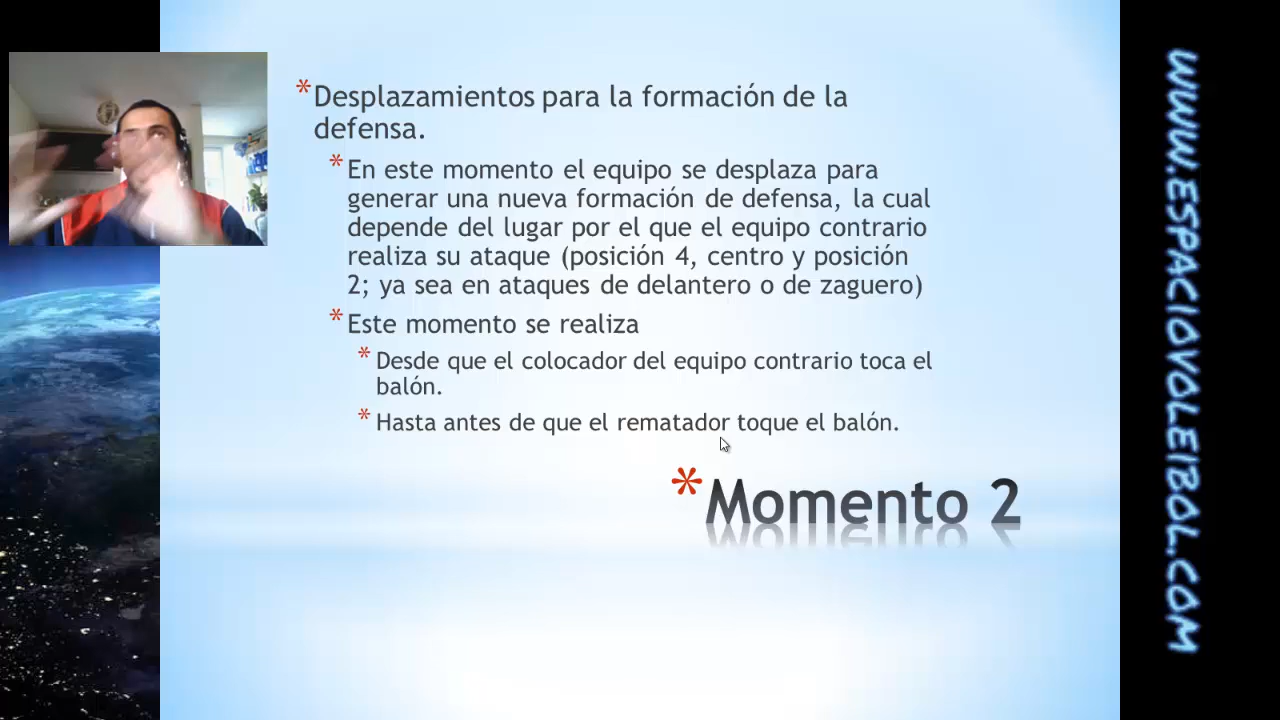 *Desplazamientos para la formación de la
defensa.
*En este momento el equipo se desplaza para
generar una nueva formación de defensa, la cual
depende del lugar por el que el equipo contrario
realiza su ataque (posición 4, centro y posición
2; ya sea en ataques de delantero o de zaguero)
*Este momento se realiza
*Desde que el colocador del equipo contrario toca el
balón.
*Hasta antes de que el rematador toque el balón.
*Momento 2
WWW.ESPACIOVOLEIBOL.COM